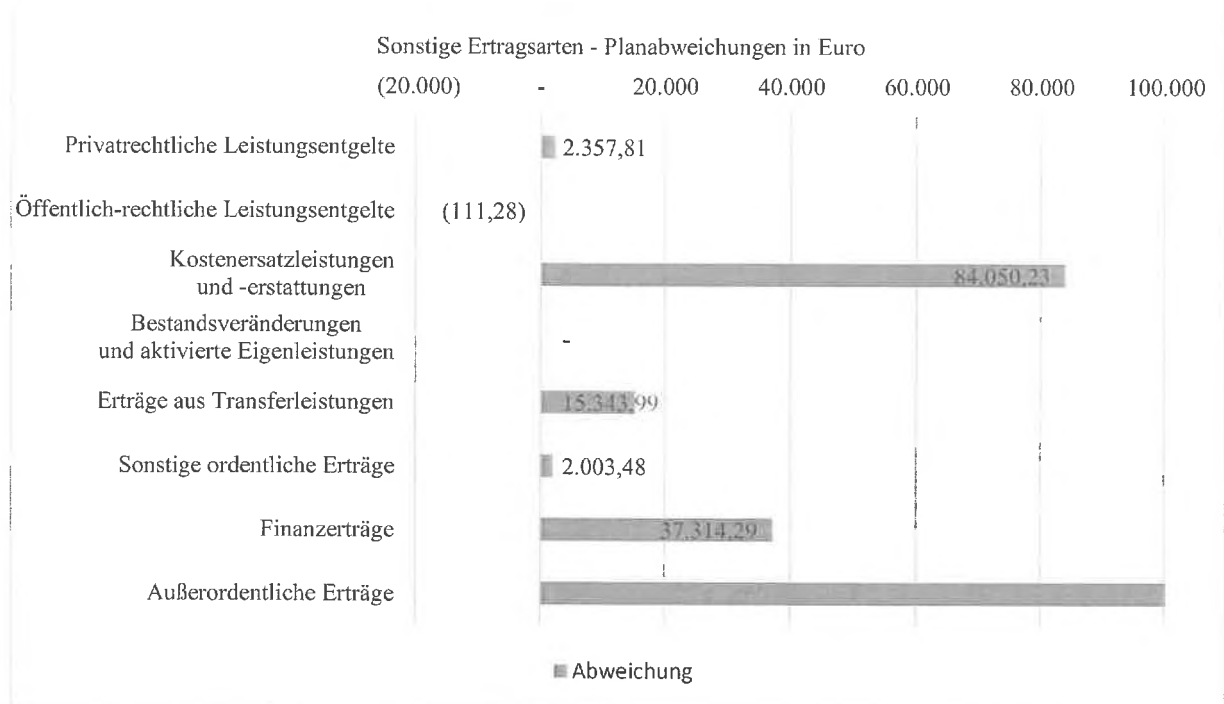 Sonstige Ertragsarten - Planabweichungen in Euro
(20.000) - 20.000 40.000 60.000 80.000 100.000
Privatrechtliche Leistungsentgelte 2.357,81
Öffentlich-rechtliche Leistungsentgelte (111,28)
Kostenersatzleistungen
und -erstattungen 84.050,23
Bestandsveränderungen
und aktivierte Eigenleistungen -
Erträge aus Transferleistungen 15.343,99
Sonstige ordentliche Erträge 2.003,48
Finanzerträge 37.314,29
Außerordentliche Erträge
Abweichung